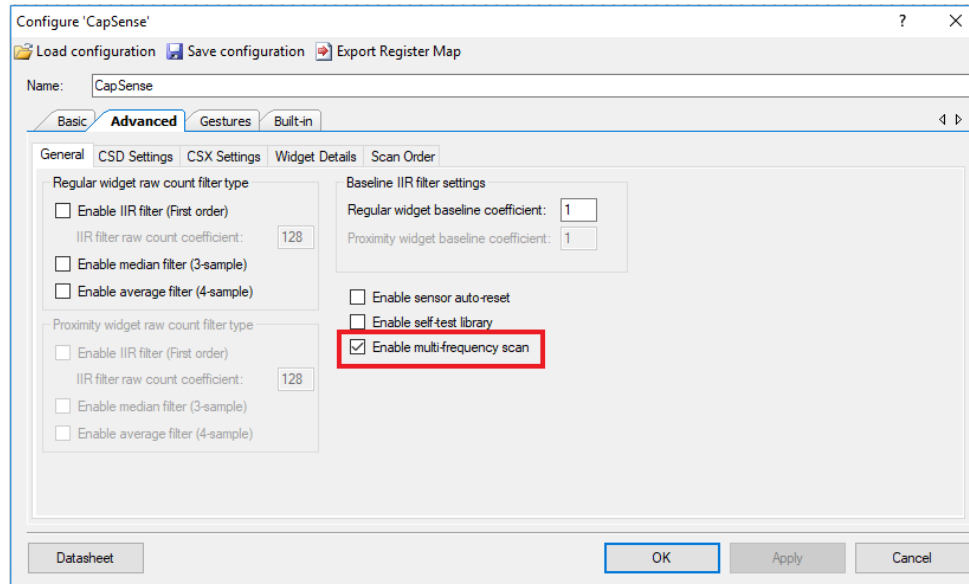 Configure 'CapSense'
?
Load configuration Save configuration Export Register Map
Name: CapSense
Basic Advanced Gestures Built-in
General CSD Settings CSX Settings Widget Details Scan Order
Regular widget raw count filter type
Enable IIR filter (First order)
IIR filter raw count coefficient: 128
Enable median filter (3-sample)
Enable average filter (4-sample)
Proximity widget raw count filter type
Enable IIR filter (First order)
IIR filter raw count coefficient: 128
Enable median filter (3-sample)
Enable average filter (4-sample)
Baseline IIR filter settings
Regular widget baseline coefficient: 1
Proximity widget baseline coefficient: 1
Enable sensor auto-reset
Enable self-test library
Enable multi-frequency scan
Datasheet OK Apply Cancel